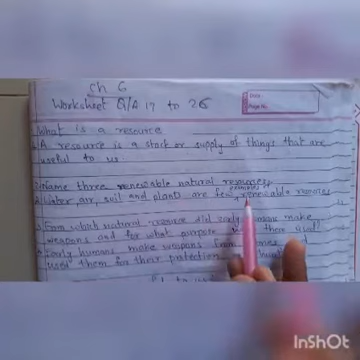 Ch 6
Worksheet Q/A 17 to 26
Date
Page No.
What is a resource
A resource is a stock or supply of things that are
useful to us.
Name three renewable natural resources.
examples of
Water, air, soil and plants are few renewable resources
From which natural resource did early humans make
weapons and for what purpose were they used
Early humans make weapons from
used them for their protection
InShOt